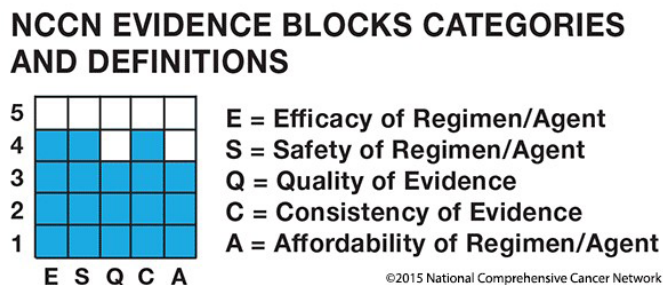 NCCN EVIDENCE BLOCKS CATEGORIES
AND DEFINITIONS
5
4
3
2
1
E S Q C A
E = Efficacy of Regimen/Agent
S = Safety of Regimen/Agent
Q = Quality of Evidence
C = Consistency of Evidence
A = Affordability of Regimen/Agent
©2015 National Comprehensive Cancer Network